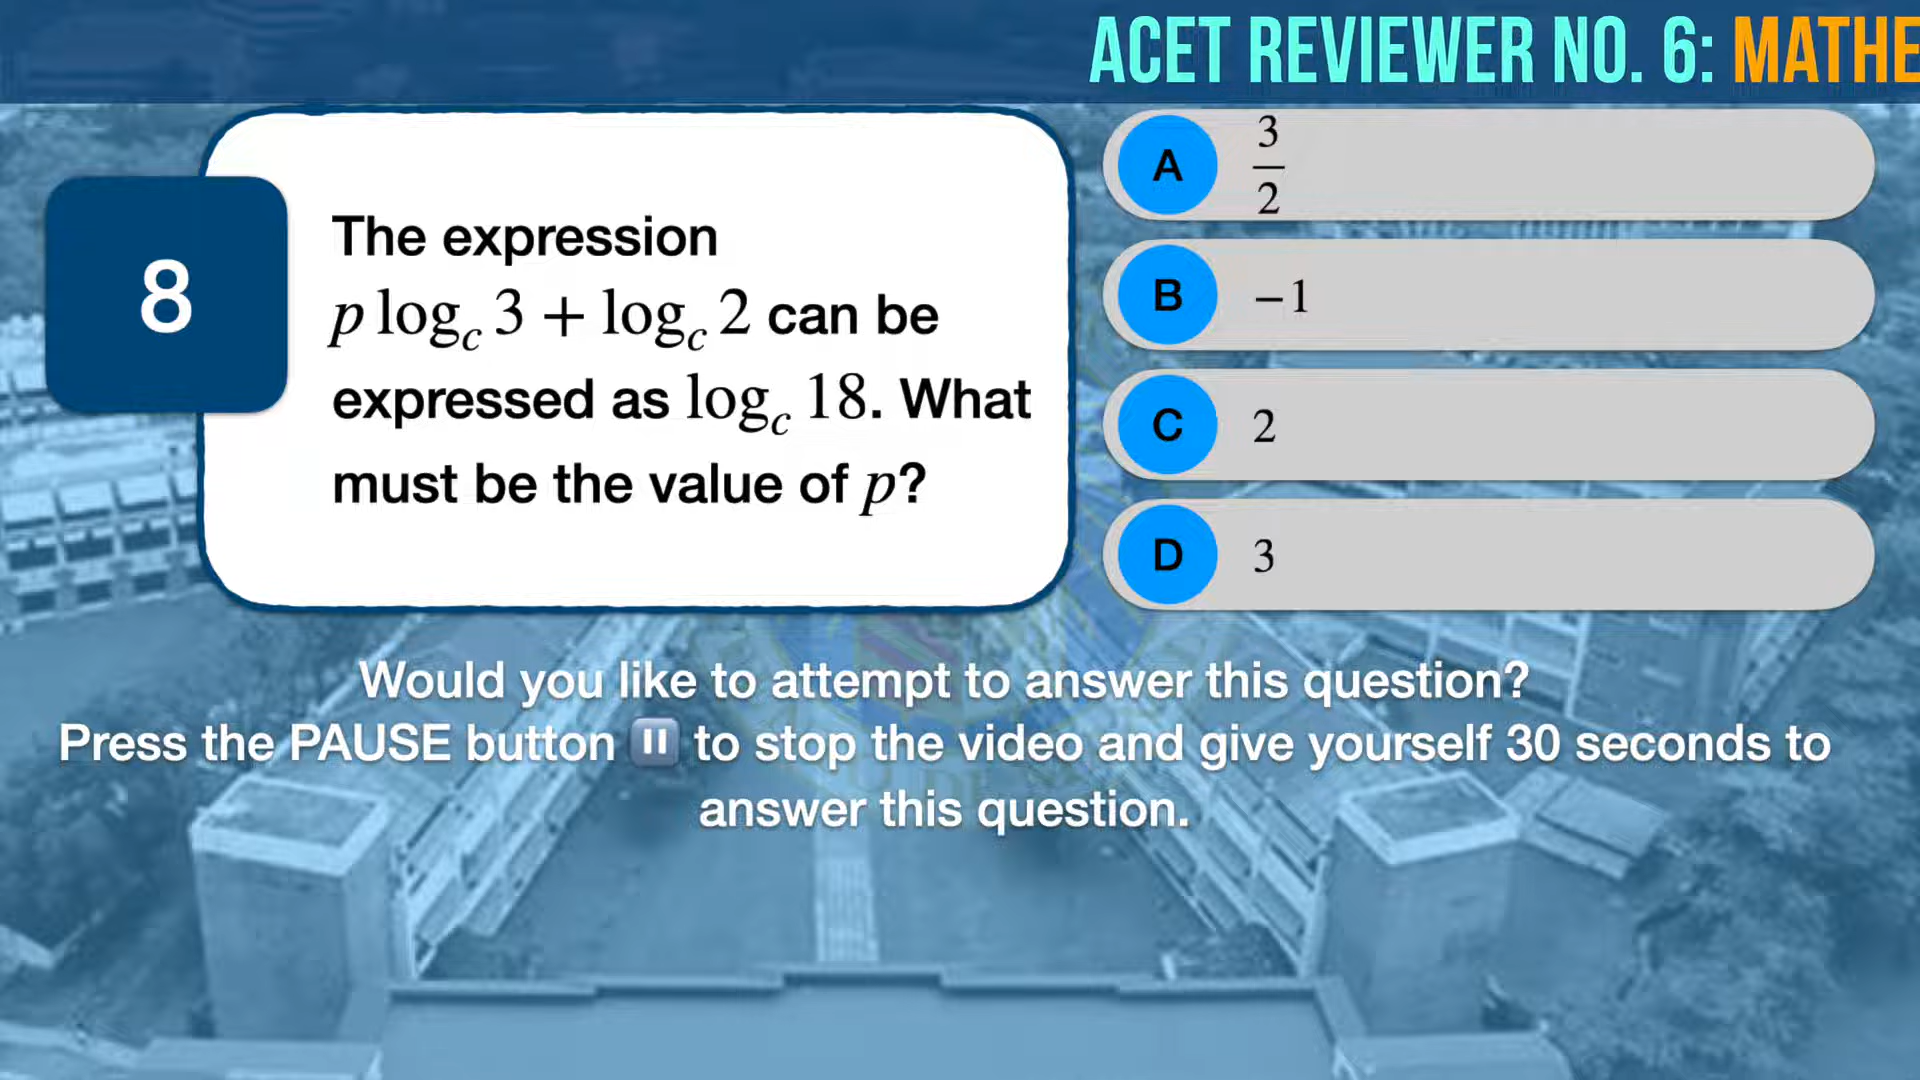 ACET REVIEWER NO. 6: MATHE
8
The expression
p log_c 3 + log_c 2 can be
expressed as log_c 18. What
must be the value of p?
A 3/2
B −1
C 2
D 3
Would you like to attempt to answer this question?
Press the PAUSE button ⏸ to stop the video and give yourself 30 seconds to
answer this question.